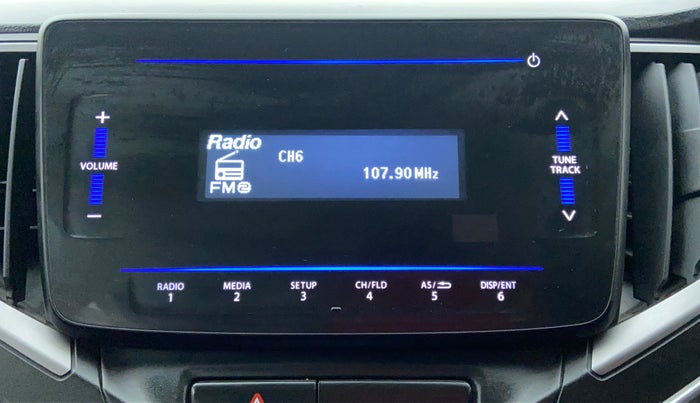 Radio
CH6
107.90 MHz
FM2
+
VOLUME
−
TUNE
TRACK
RADIO
1
MEDIA
2
SETUP
3
CH/FLD
4
AS/
5
DISP/ENT
6